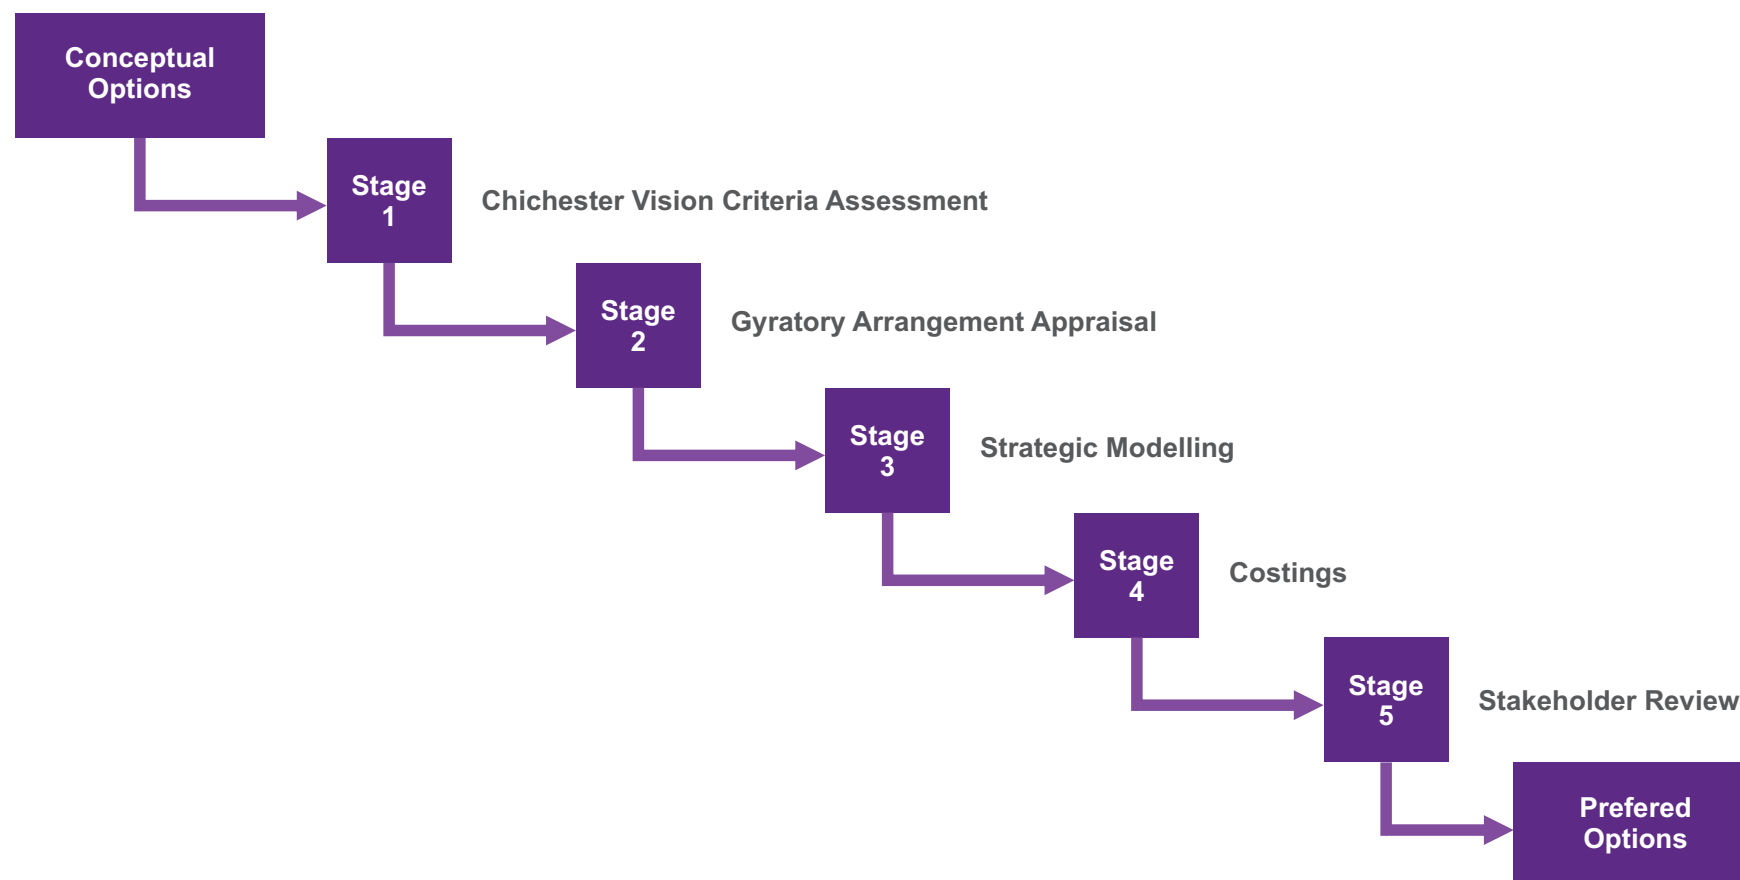 Conceptual
Options
Stage
1
Chichester Vision Criteria Assessment
Stage
2
Gyratory Arrangement Appraisal
Stage
3
Strategic Modelling
Stage
4
Costings
Stage
5
Stakeholder Review
Prefered
Options